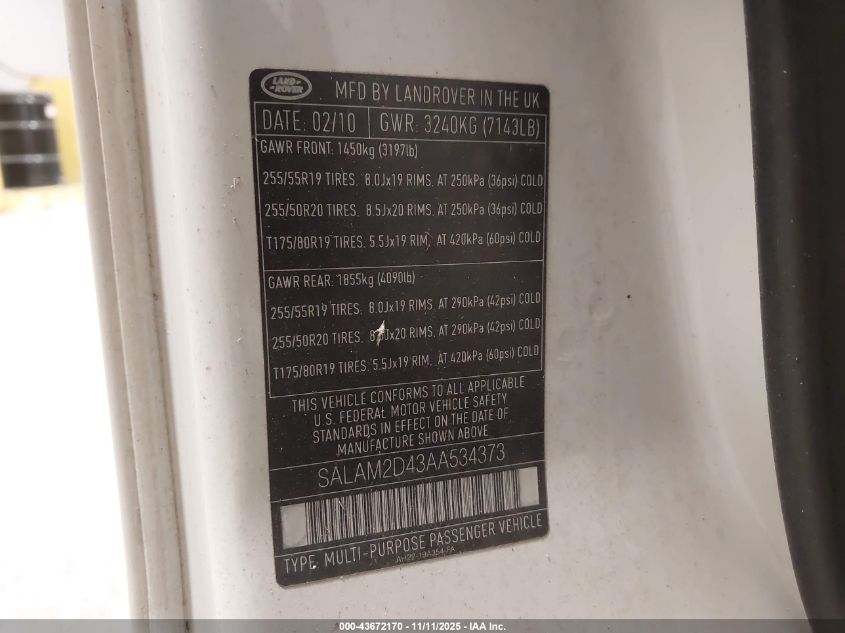 LAND ROVER
MFD BY LANDROVER IN THE UK
DATE: 02/10 GWR: 3240KG (7143LB)
GAWR FRONT: 1450kg (3197lb)
255/55R19 TIRES. 8.0Jx19 RIMS. AT 250kPa (36psi) COLD
255/50R20 TIRES. 8.5Jx20 RIMS. AT 250kPa (36psi) COLD
T175/80R19 TIRES. 5.5Jx19 RIM. AT 420kPa (60psi) COLD
GAWR REAR: 1855kg (4090lb)
255/55R19 TIRES. 8.0Jx19 RIMS. AT 290kPa (42psi) COLD
255/50R20 TIRES. RIMS. AT 290kPa (42psi) COLD
T175/80R19 TIRES. 5.5Jx19 RIM. AT 420kPa (60psi) COLD
THIS VEHICLE CONFORMS TO ALL APPLICABLE
U.S. FEDERAL MOTOR VEHICLE SAFETY
STANDARDS IN EFFECT ON THE DATE OF
MANUFACTURE SHOWN ABOVE
SALAM2D43AA534373
TYPE: MULTI-PURPOSE PASSENGER VEHICLE
AH22-19A354-FA
000-43672170 - 11/11/2025 - IAA Inc.